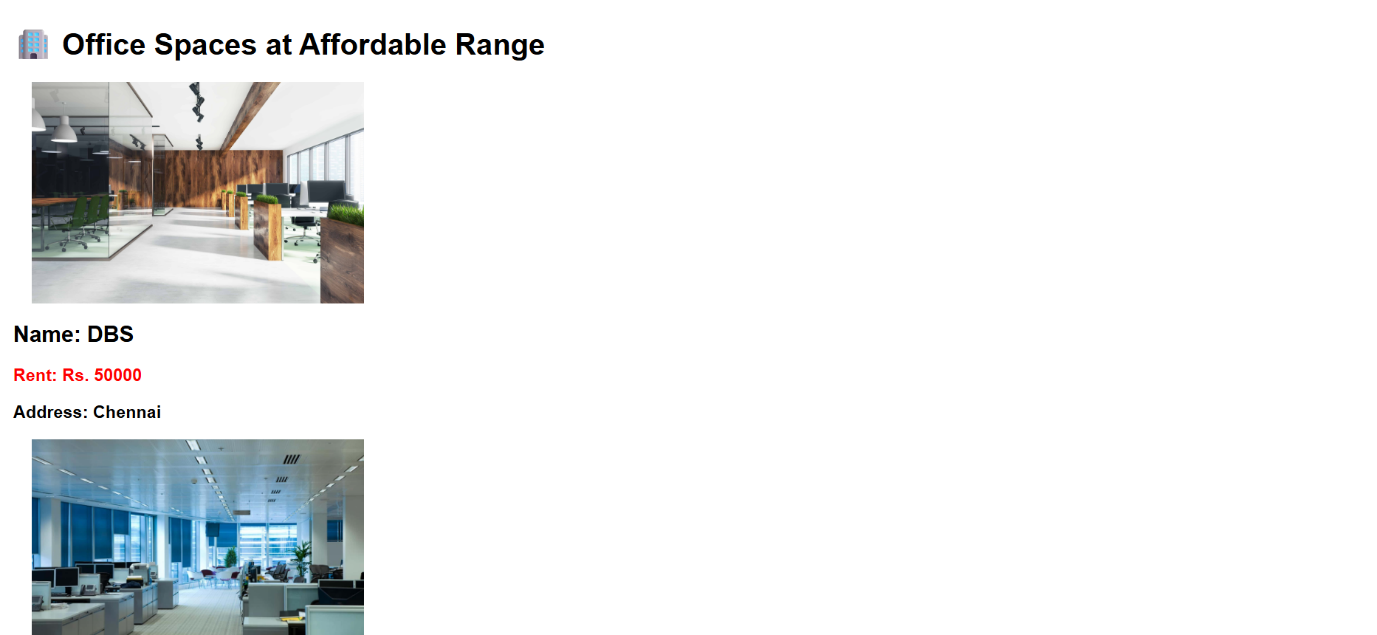 🏢 Office Spaces at Affordable Range
Name: DBS
Rent: Rs. 50000
Address: Chennai